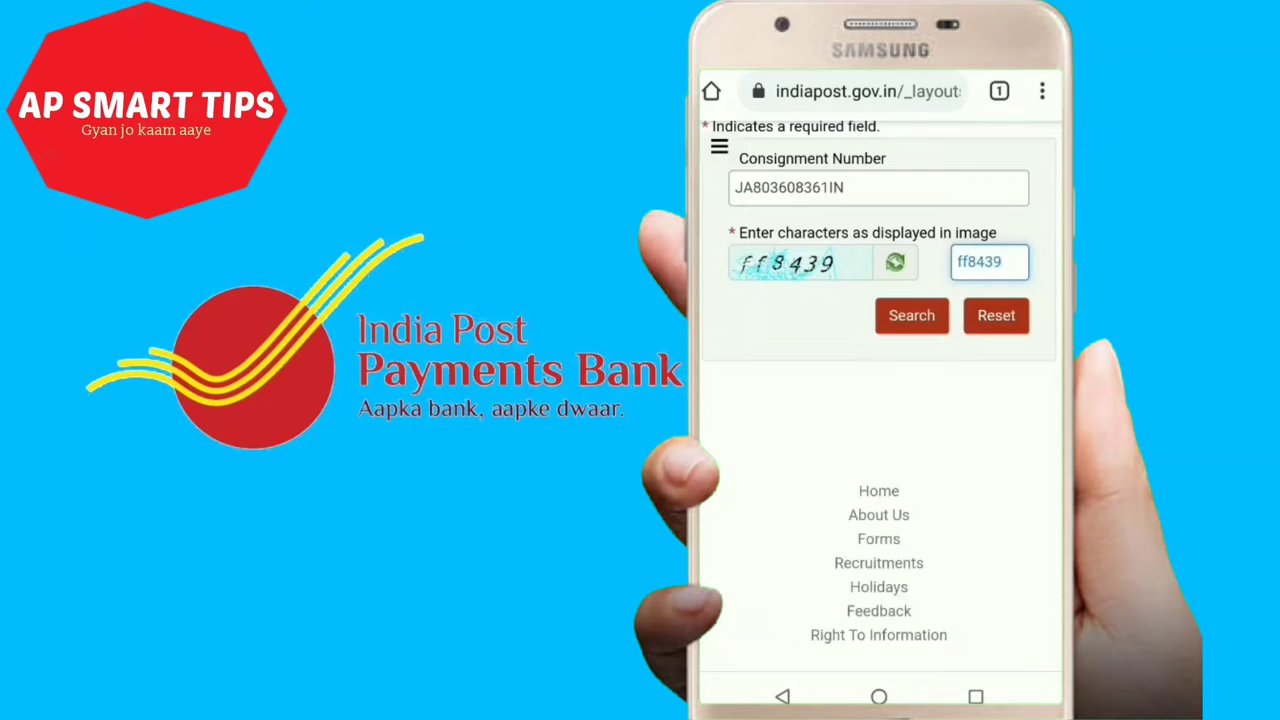 AP SMART TIPS
Gyan jo kaam aaye
India Post
Payments Bank
Aapka bank, aapke dwaar.
SAMSUNG
indiapost.gov.in/_layout
1
* Indicates a required field.
Consignment Number
JA803608361IN
* Enter characters as displayed in image
ff8439
ff8439
Search
Reset
Home
About Us
Forms
Recruitments
Holidays
Feedback
Right To Information